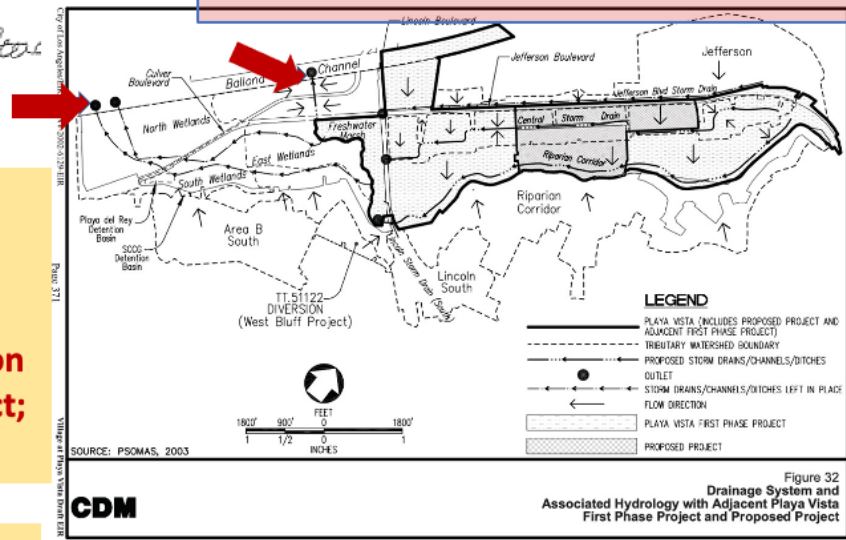 Lincoln Boulevard
Channel
Ballona
Culver
Boulevard
Jefferson Boulevard
Jefferson
Jefferson Blvd Storm Drain
North Wetlands
Freshwater
Marsh
Central Storm Drain
East Wetlands
Riparian Corridor
South Wetlands
Riparian
Corridor
Playa del Rey
Detention
Basin
SCCG
Detention
Basin
Area B
South
Lincoln Storm Drain (South)
Lincoln
South
TT.51122
DIVERSION
(West Bluff Project)
on
ct;
LEGEND
PLAYA VISTA (INCLUDES PROPOSED PROJECT AND
ADJACENT FIRST PHASE PROJECT)
TRIBUTARY WATERSHED BOUNDARY
PROPOSED STORM DRAINS/CHANNELS/DITCHES
OUTLET
STORM DRAINS/CHANNELS/DITCHES LEFT IN PLACE
FLOW DIRECTION
PLAYA VISTA FIRST PHASE PROJECT
PROPOSED PROJECT
FEET
1800' 900' 0 1800'
1 1/2 0 1
INCHES
SOURCE: PSOMAS, 2003
Page 371
Village at Playa Vista Draft EIR
CDM
Figure 32
Drainage System and
Associated Hydrology with Adjacent Playa Vista
First Phase Project and Proposed Project